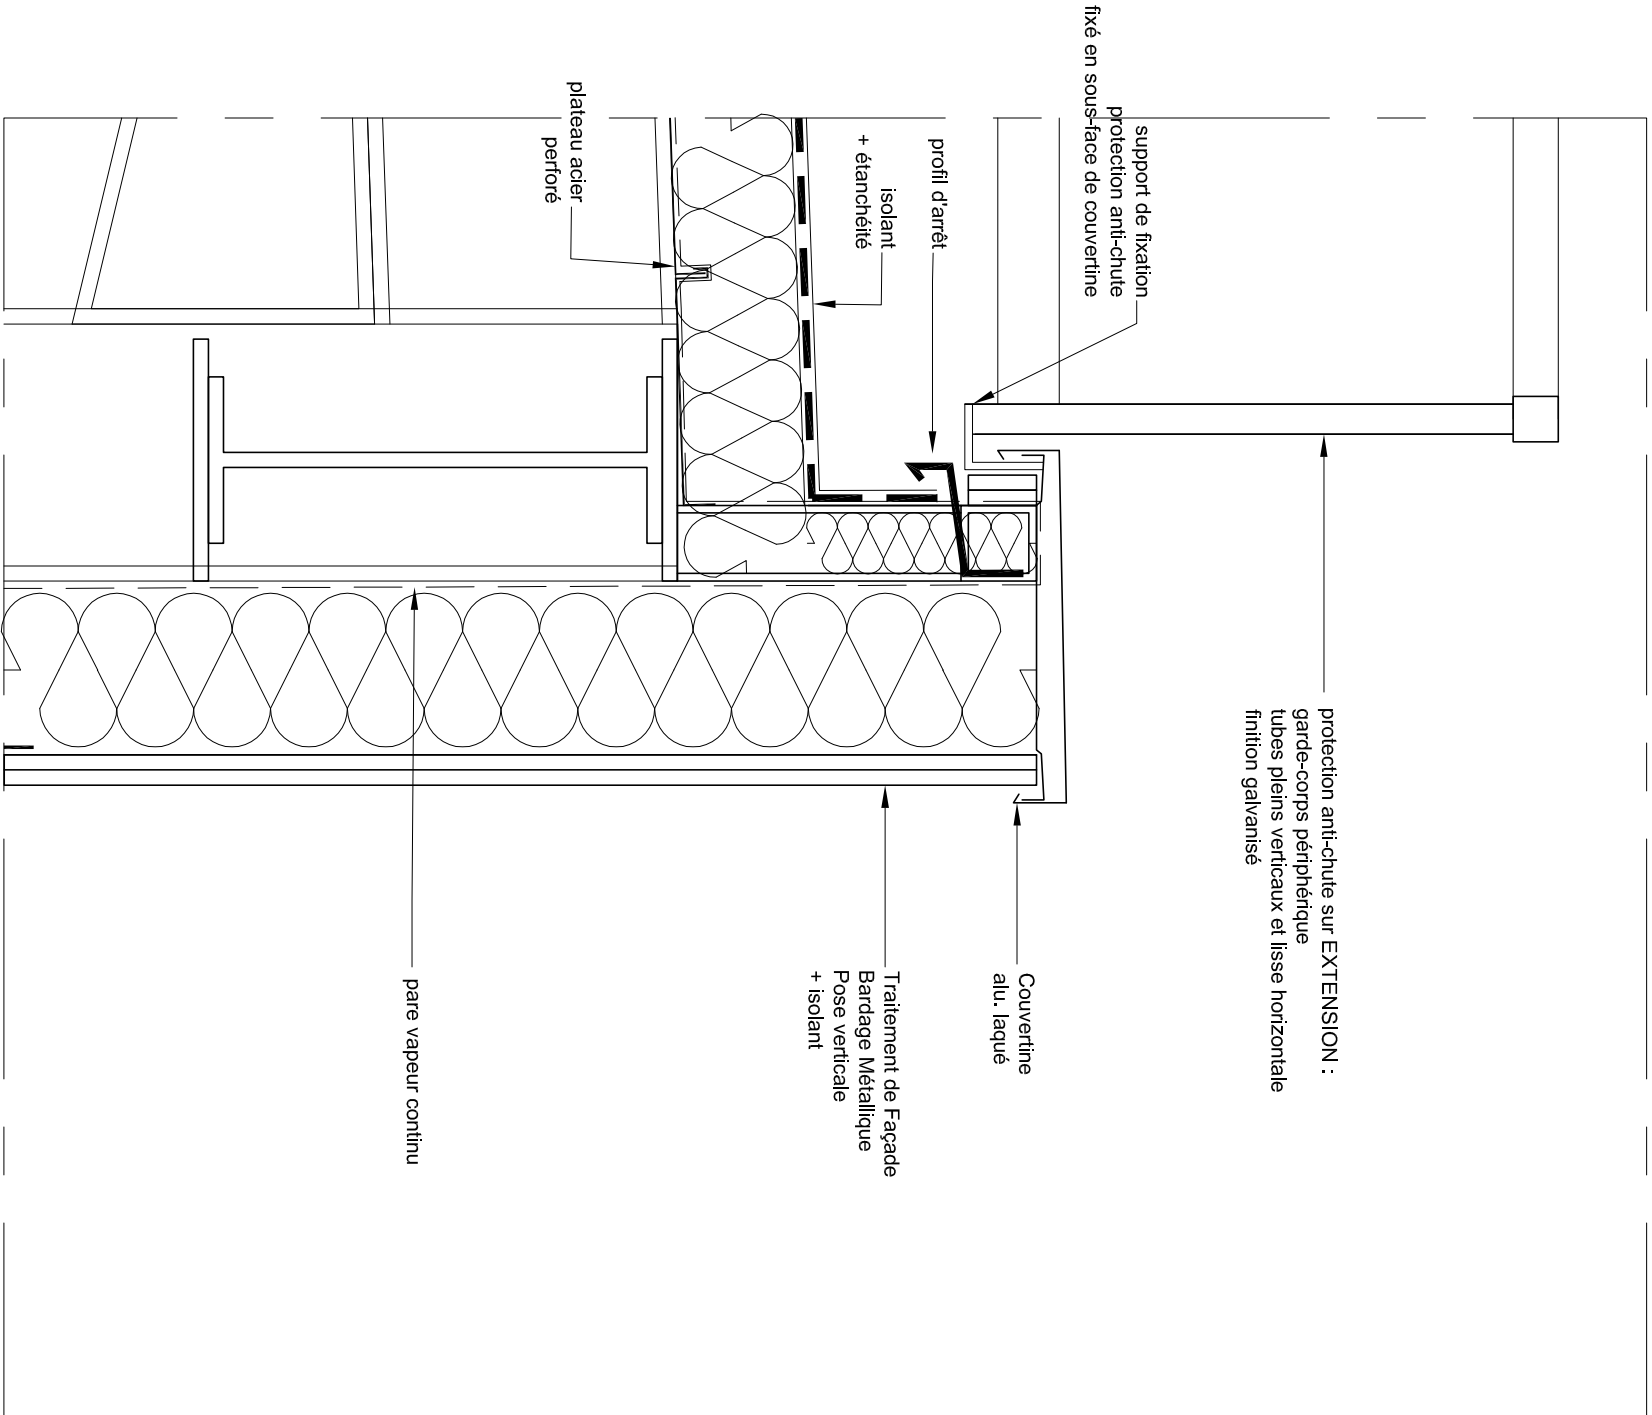 protection anti-chute sur EXTENSION :
garde-corps périphérique
tubes pleins verticaux et lisse horizontale
finition galvanisé
support de fixation
protection anti-chute
fixé en sous-face de couvertine
profil d'arrêt
isolant
+ étanchéité
plateau acier
perforé
Couvertine
alu. laqué
Traitement de Façade
Bardage Métallique
Pose verticale
+ isolant
pare vapeur continu